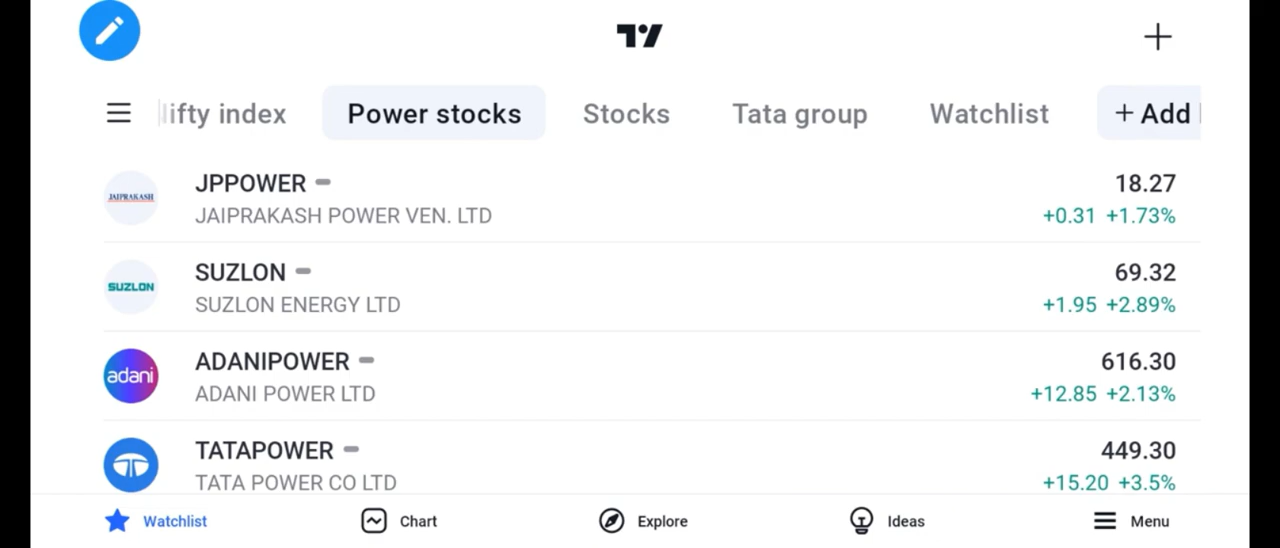 lifty index Power stocks Stocks Tata group Watchlist + Add
JAIPRAKASH JPPOWER 18.27
JAIPRAKASH POWER VEN. LTD +0.31 +1.73%
SUZLON SUZLON 69.32
SUZLON ENERGY LTD +1.95 +2.89%
adani ADANIPOWER 616.30
ADANI POWER LTD +12.85 +2.13%
TATAPOWER 449.30
TATA POWER CO LTD +15.20 +3.5%
Watchlist Chart Explore Ideas Menu